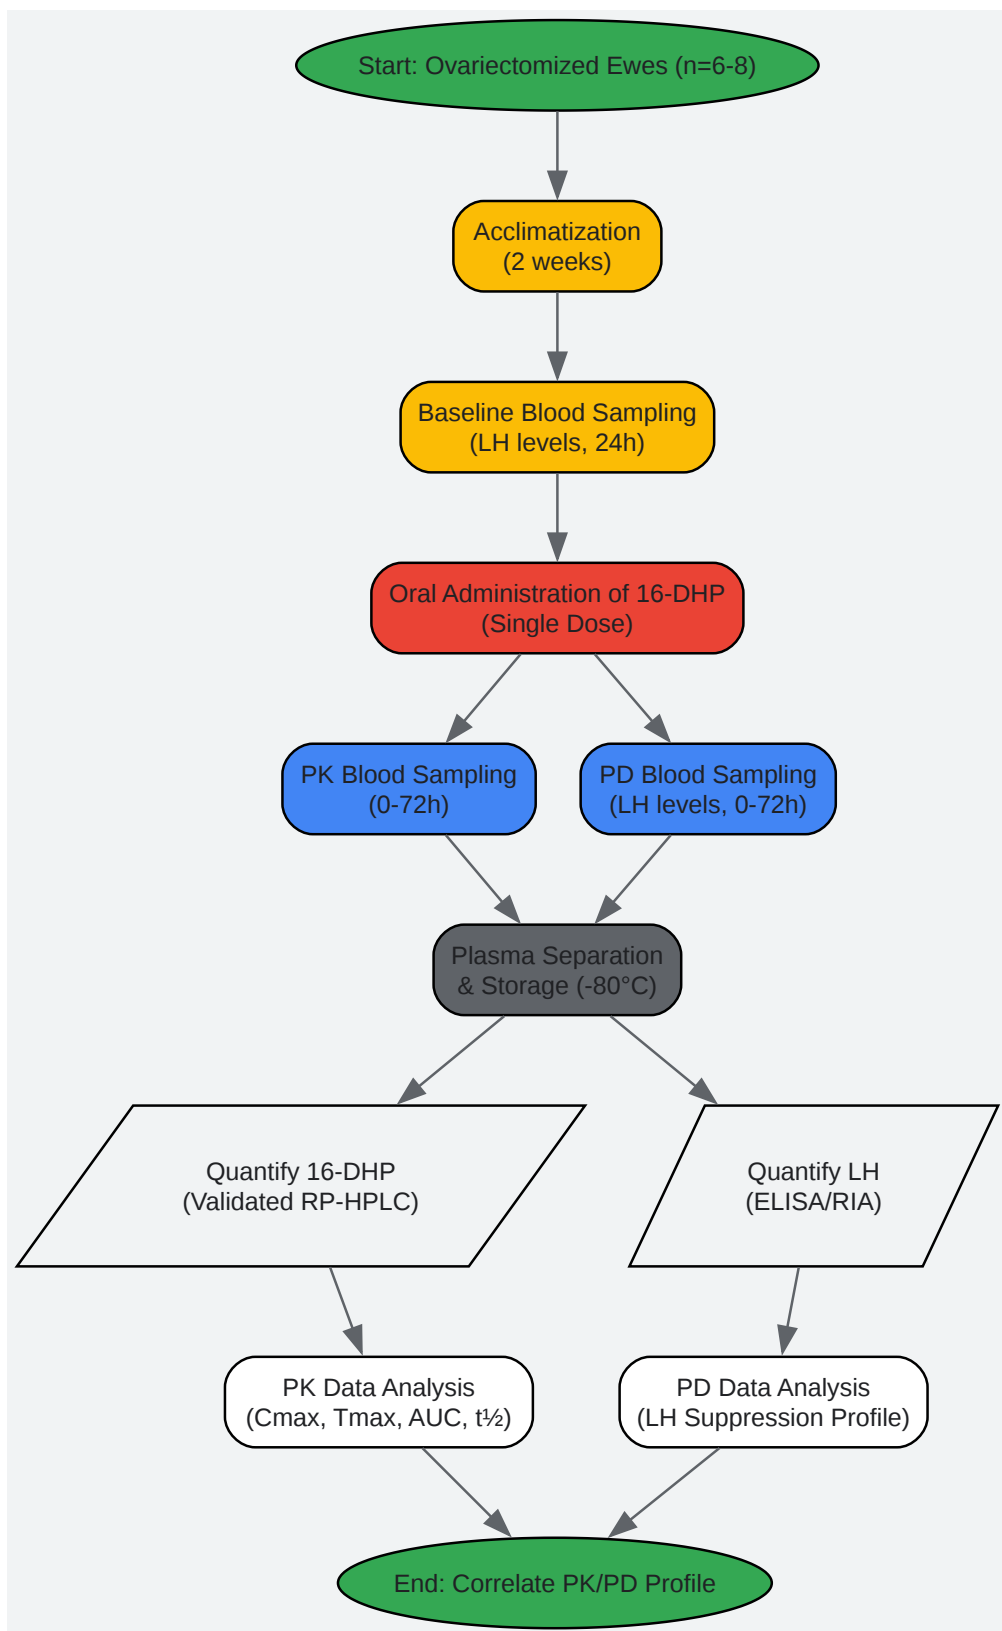 Start: Ovariectomized Ewes (n=6-8)
Acclimatization
(2 weeks)
Baseline Blood Sampling
(LH levels, 24h)
Oral Administration of 16-DHP
(Single Dose)
PK Blood Sampling
(0-72h)
PD Blood Sampling
(LH levels, 0-72h)
Plasma Separation
& Storage (-80°C)
Quantify 16-DHP
(Validated RP-HPLC)
Quantify LH
(ELISA/RIA)
PK Data Analysis
(Cmax, Tmax, AUC, t½)
PD Data Analysis
(LH Suppression Profile)
End: Correlate PK/PD Profile